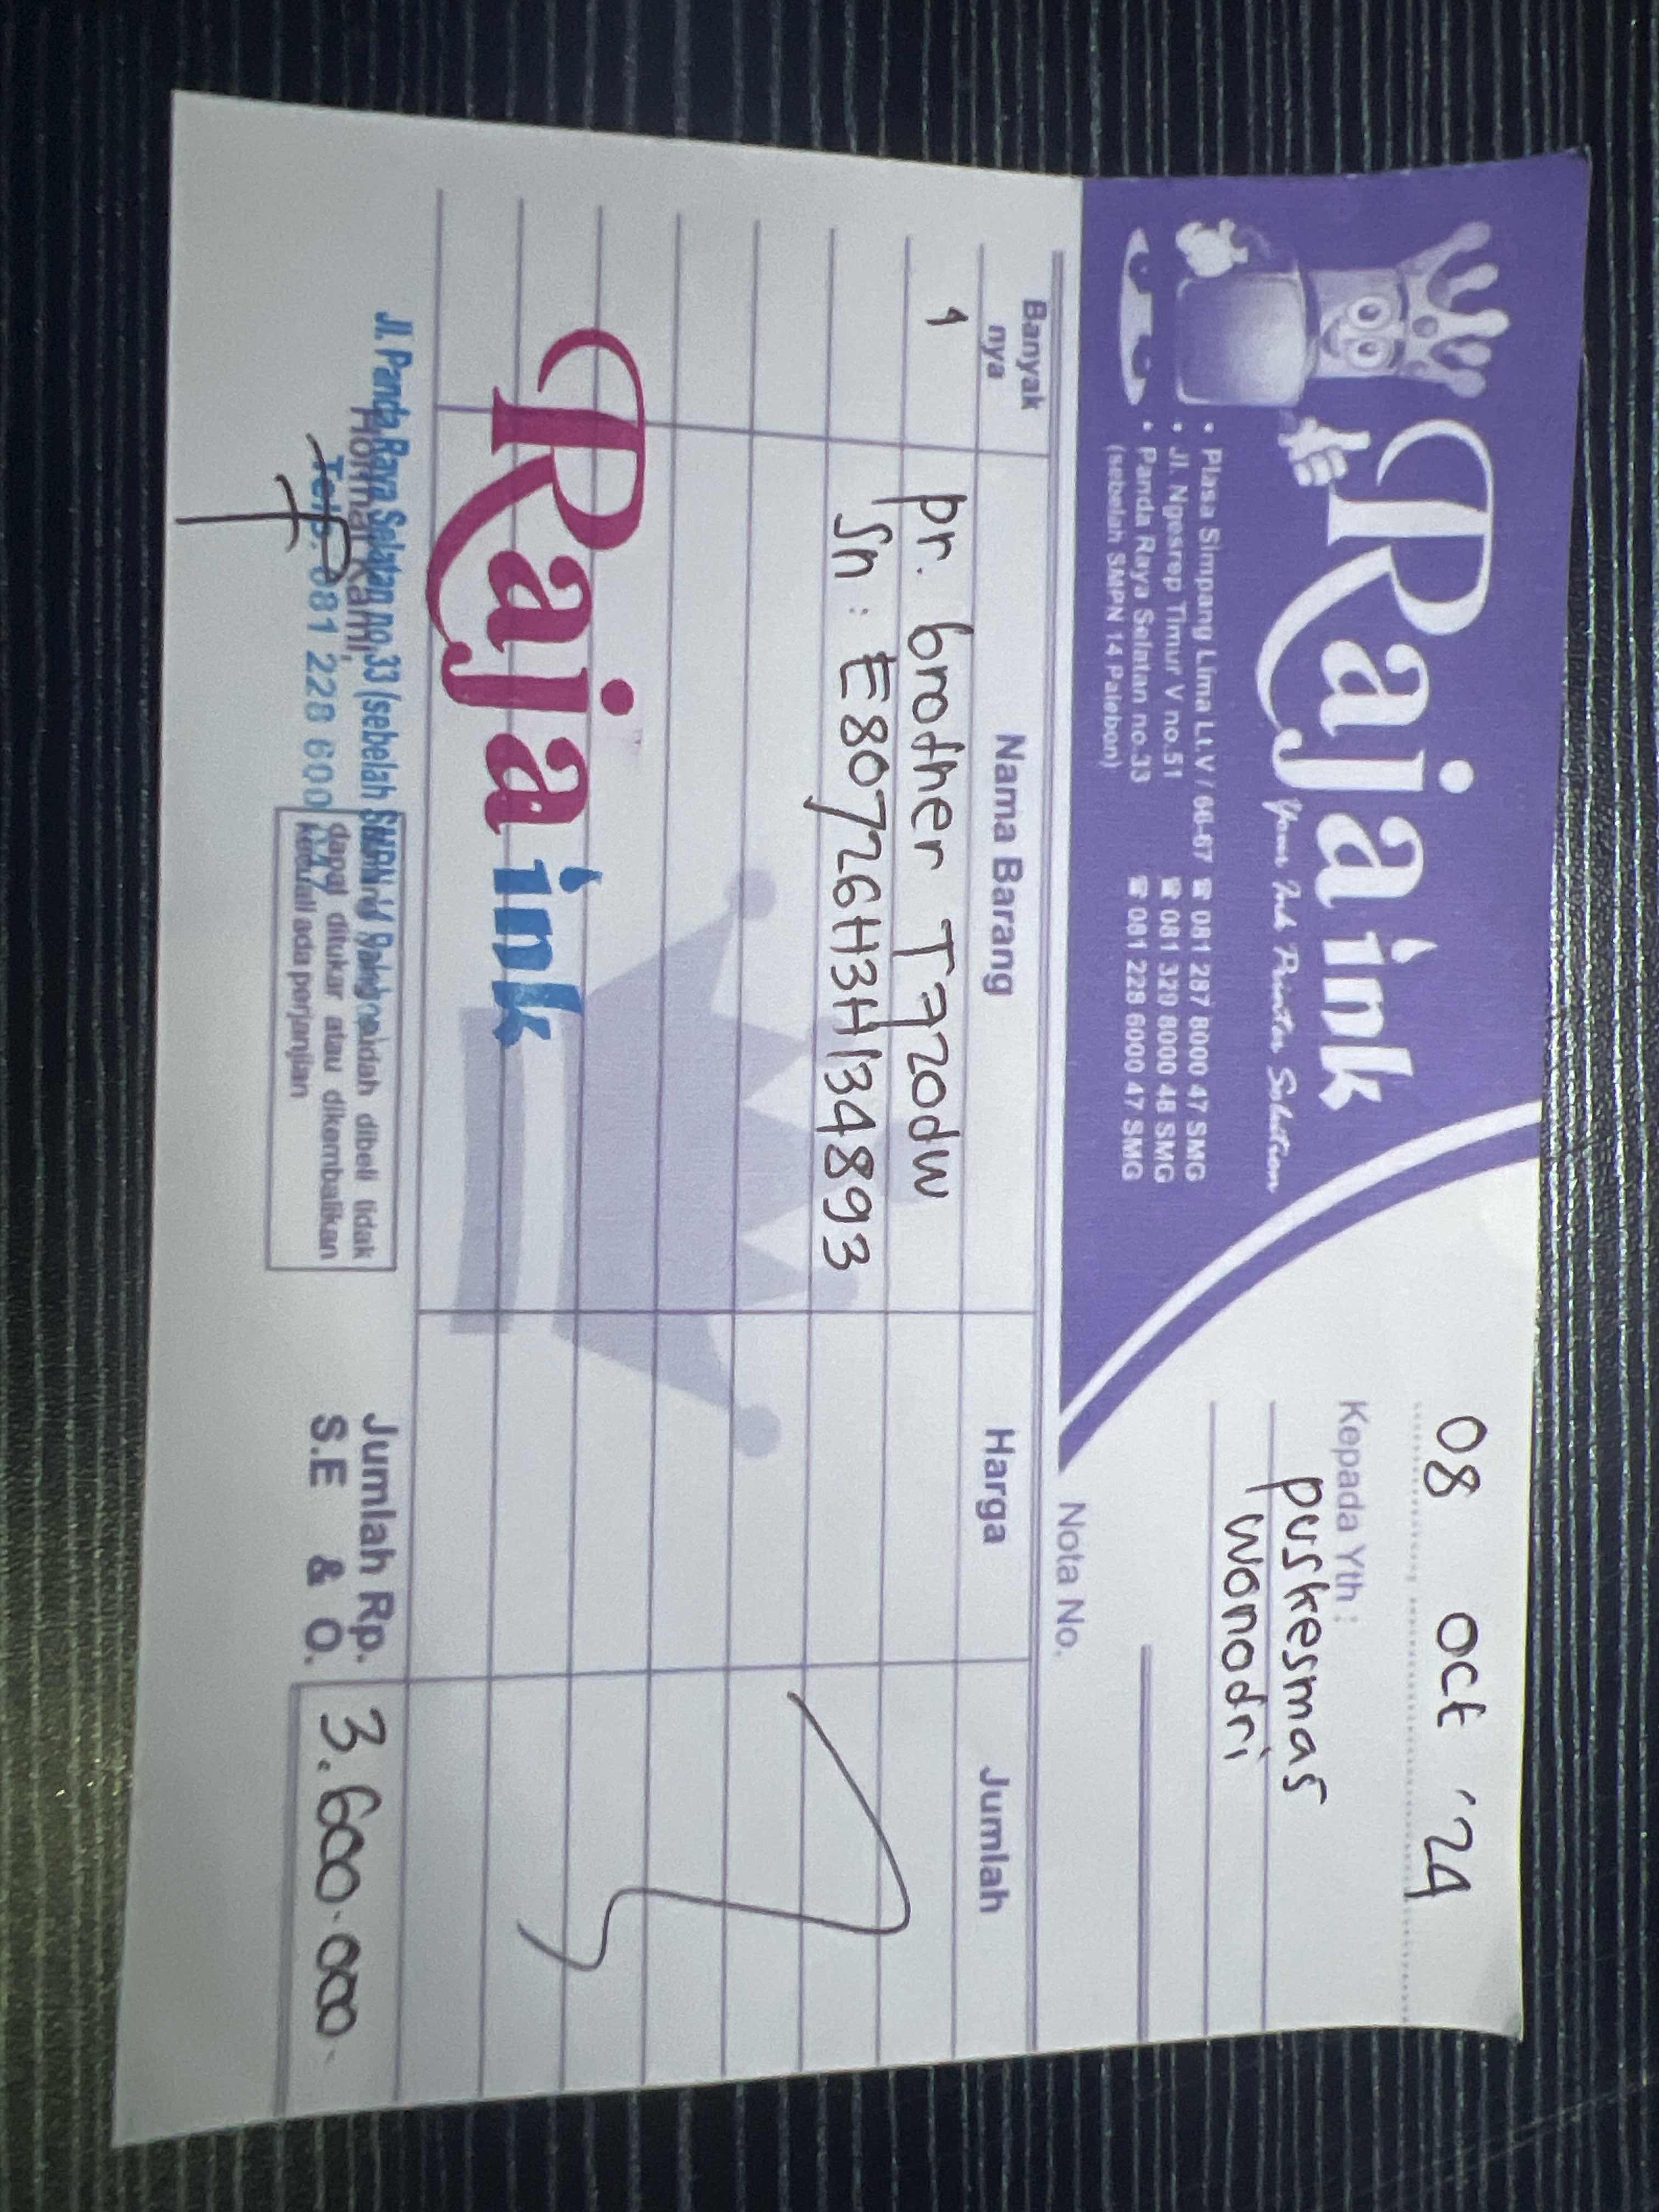 Raja ink
Your Ink Printer Solution
• Plasa Simpang Lima Lt.V / 66-67 ☎ 081 287 8000 47 SMG
• Jl. Ngesrep Timur V no.51 ☎ 081 329 8000 48 SMG
• Panda Raya Selatan no.33 ☎ 081 228 6000 47 SMG
(sebelah SMPN 14 Palebon)
08 oct '24
Kepada Yth :
puskesmas
wonodri
Nota No.
Banyak nya Nama Barang Harga Jumlah
1 pr. brother T720dw
Sn : E80726H3H134893
Raja ink
Jl. Panda Raya Selatan no.33 (sebelah SMPN 14 Palebon)
Telp. 081 228 6000 47
Hormat Kami,
dibeli tidak
dapat ditukar atau dikembalikan
kecuali ada perjanjian
Jumlah Rp. 3.600.000.
S.E & O.